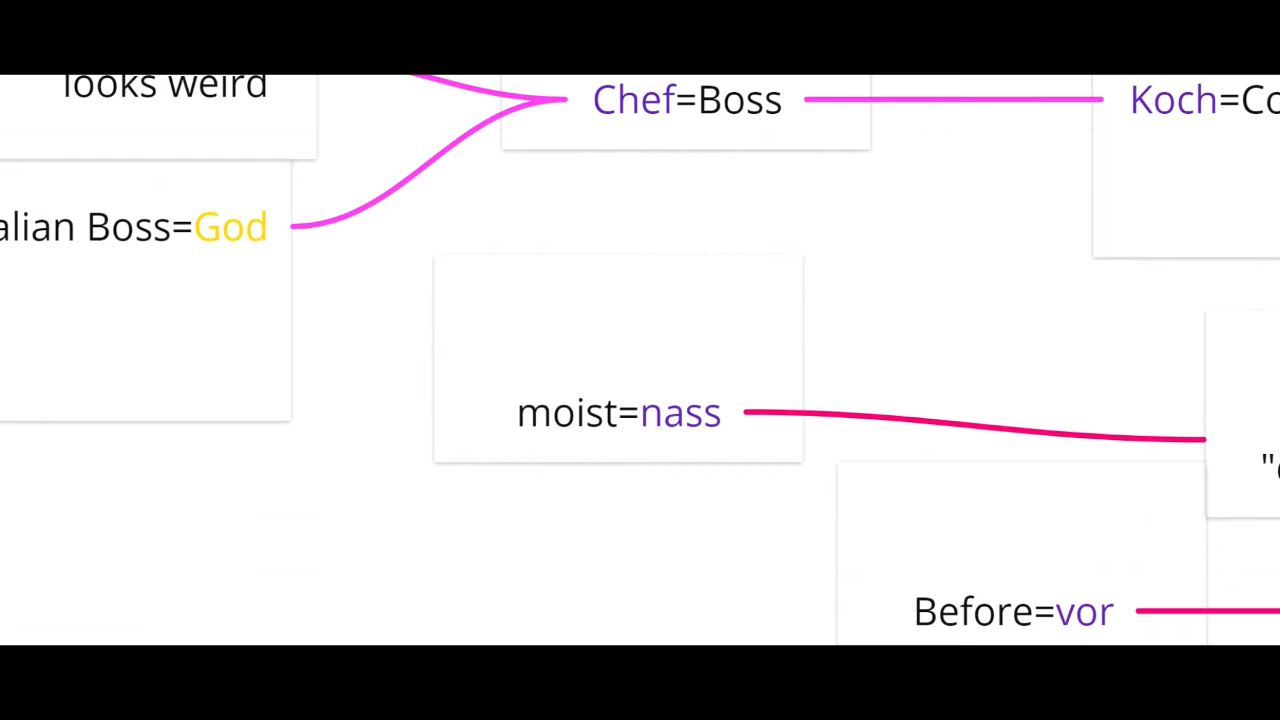 looks weird
Chef=Boss
Koch=Co
alian Boss=God
moist=nass
Before=vor